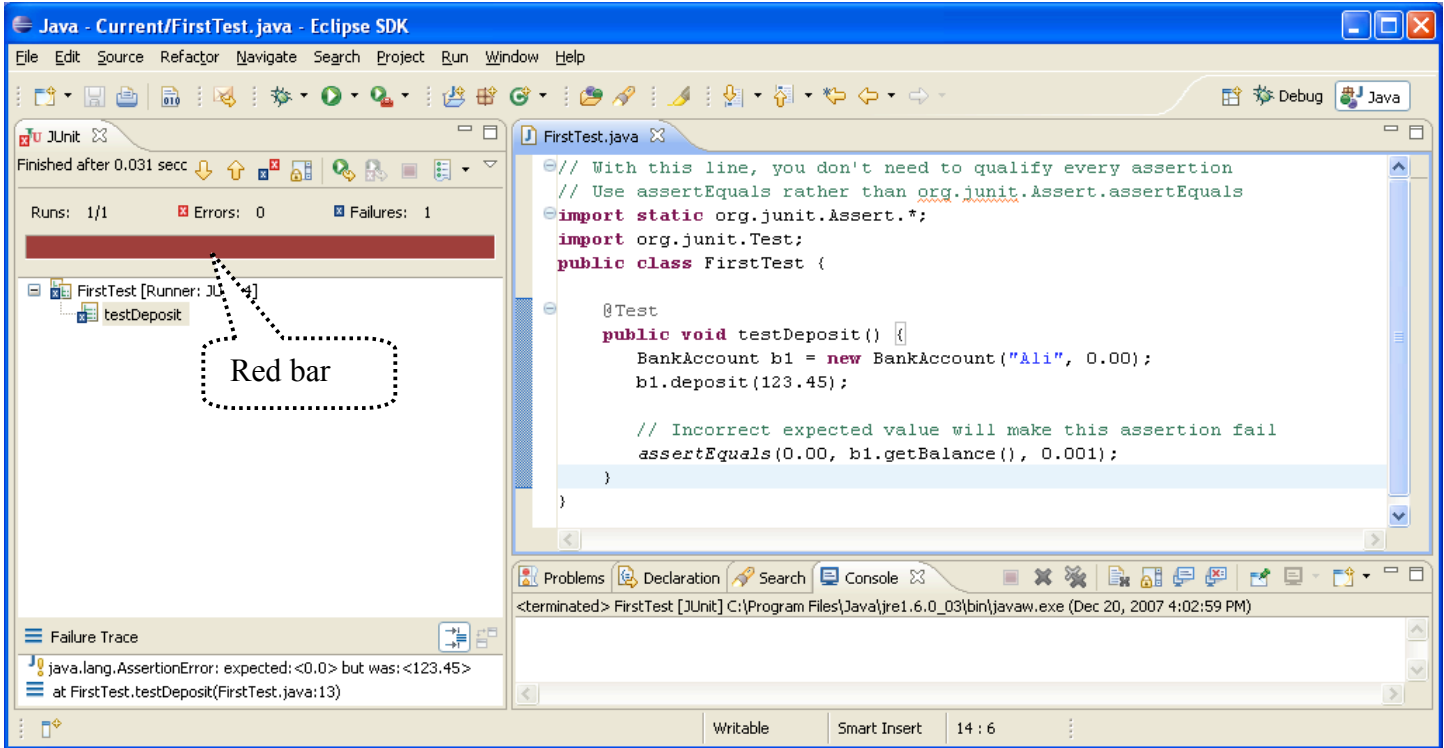 Java - Current/FirstTest.java - Eclipse SDK
File Edit Source Refactor Navigate Search Project Run Window Help
Debug Java
JUnit
Finished after 0.031 secc
Runs: 1/1 Errors: 0 Failures: 1
FirstTest [Runner: JU 4]
testDeposit
Red bar
Failure Trace
java.lang.AssertionError: expected:<0.0> but was:<123.45>
at FirstTest.testDeposit(FirstTest.java:13)
FirstTest.java
// With this line, you don't need to qualify every assertion
// Use assertEquals rather than org.junit.Assert.assertEquals
import static org.junit.Assert.*;
import org.junit.Test;
public class FirstTest {
@Test
public void testDeposit() {
BankAccount b1 = new BankAccount("Ali", 0.00);
b1.deposit(123.45);
// Incorrect expected value will make this assertion fail
assertEquals(0.00, b1.getBalance(), 0.001);
}
}
Problems Declaration Search Console
<terminated> FirstTest [JUnit] C:\Program Files\Java\jre1.6.0_03\bin\javaw.exe (Dec 20, 2007 4:02:59 PM)
Writable Smart Insert 14 : 6